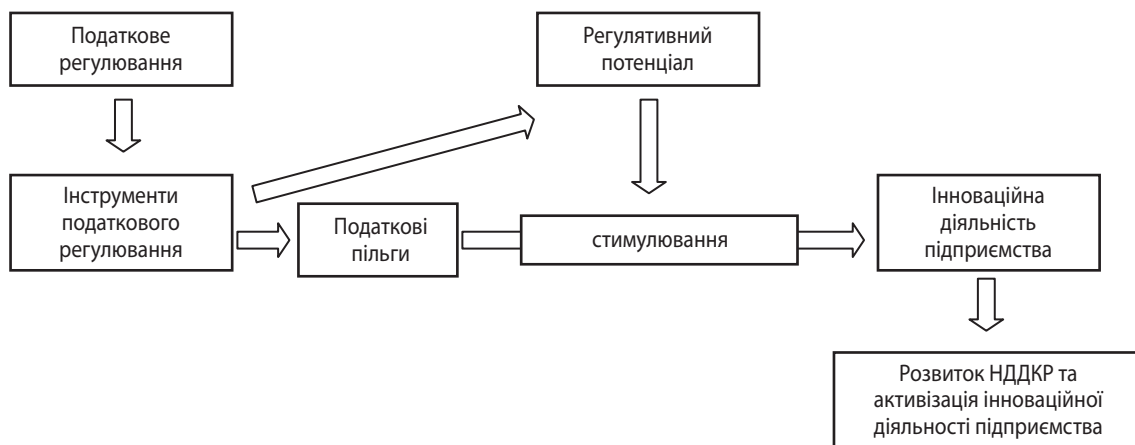 Податкове
регулювання
Регулятивний
потенціал
Інструменти
податкового
регулювання
Податкові
пільги
стимулювання
Інноваційна
діяльність
підприємства
Розвиток НДДКР та
активізація інноваційної
діяльності підприємства